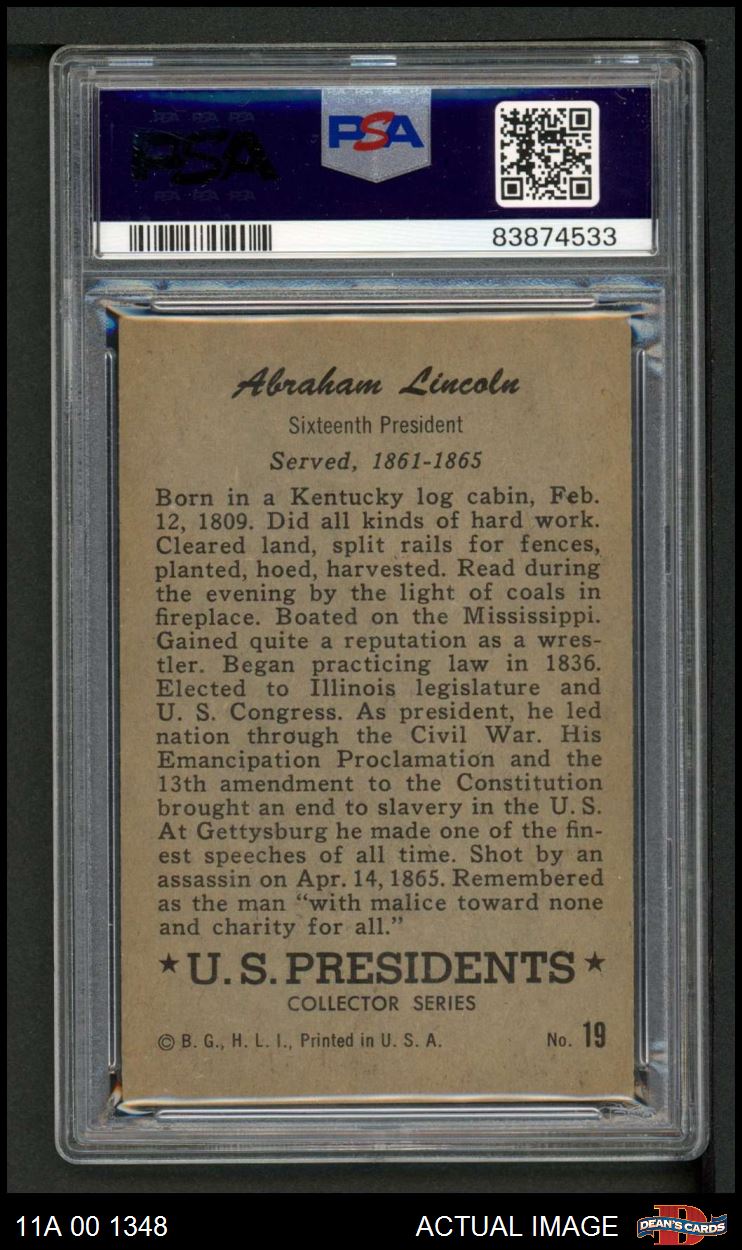 PSA PSA PSA
PSA
PSA PSA PSA
PSA
83874533
Abraham Lincoln
Sixteenth President
Served, 1861-1865
Born in a Kentucky log cabin, Feb.
12, 1809. Did all kinds of hard work.
Cleared land, split rails for fences,
planted, hoed, harvested. Read during
the evening by the light of coals in
fireplace. Boated on the Mississippi.
Gained quite a reputation as a wres-
tler. Began practicing law in 1836.
Elected to Illinois legislature and
U. S. Congress. As president, he led
nation through the Civil War. His
Emancipation Proclamation and the
13th amendment to the Constitution
brought an end to slavery in the U. S.
At Gettysburg he made one of the fin-
est speeches of all time. Shot by an
assassin on Apr. 14, 1865. Remembered
as the man “with malice toward none
and charity for all.”
★ U. S. PRESIDENTS ★
COLLECTOR SERIES
© B. G., H. L. I., Printed in U. S. A. No. 19
11A 00 1348 ACTUAL IMAGE DEAN'S CARDS